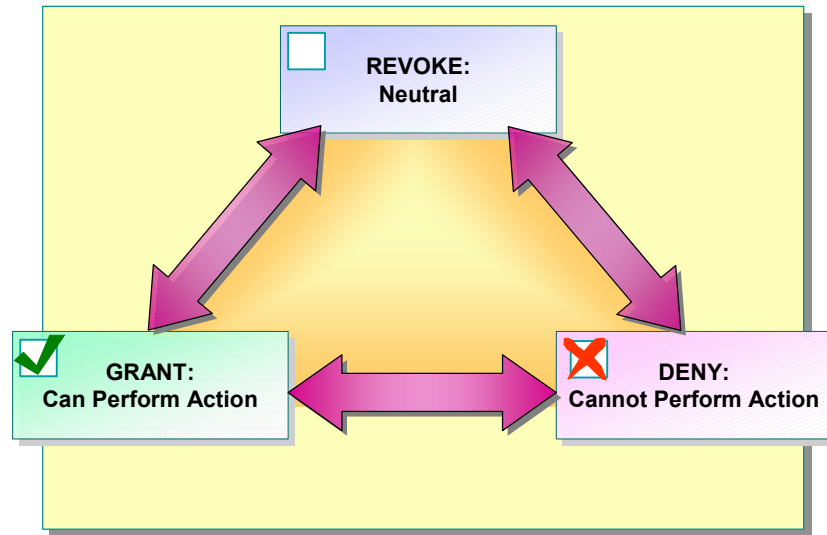 REVOKE:
Neutral
GRANT:
Can Perform Action
DENY:
Cannot Perform Action